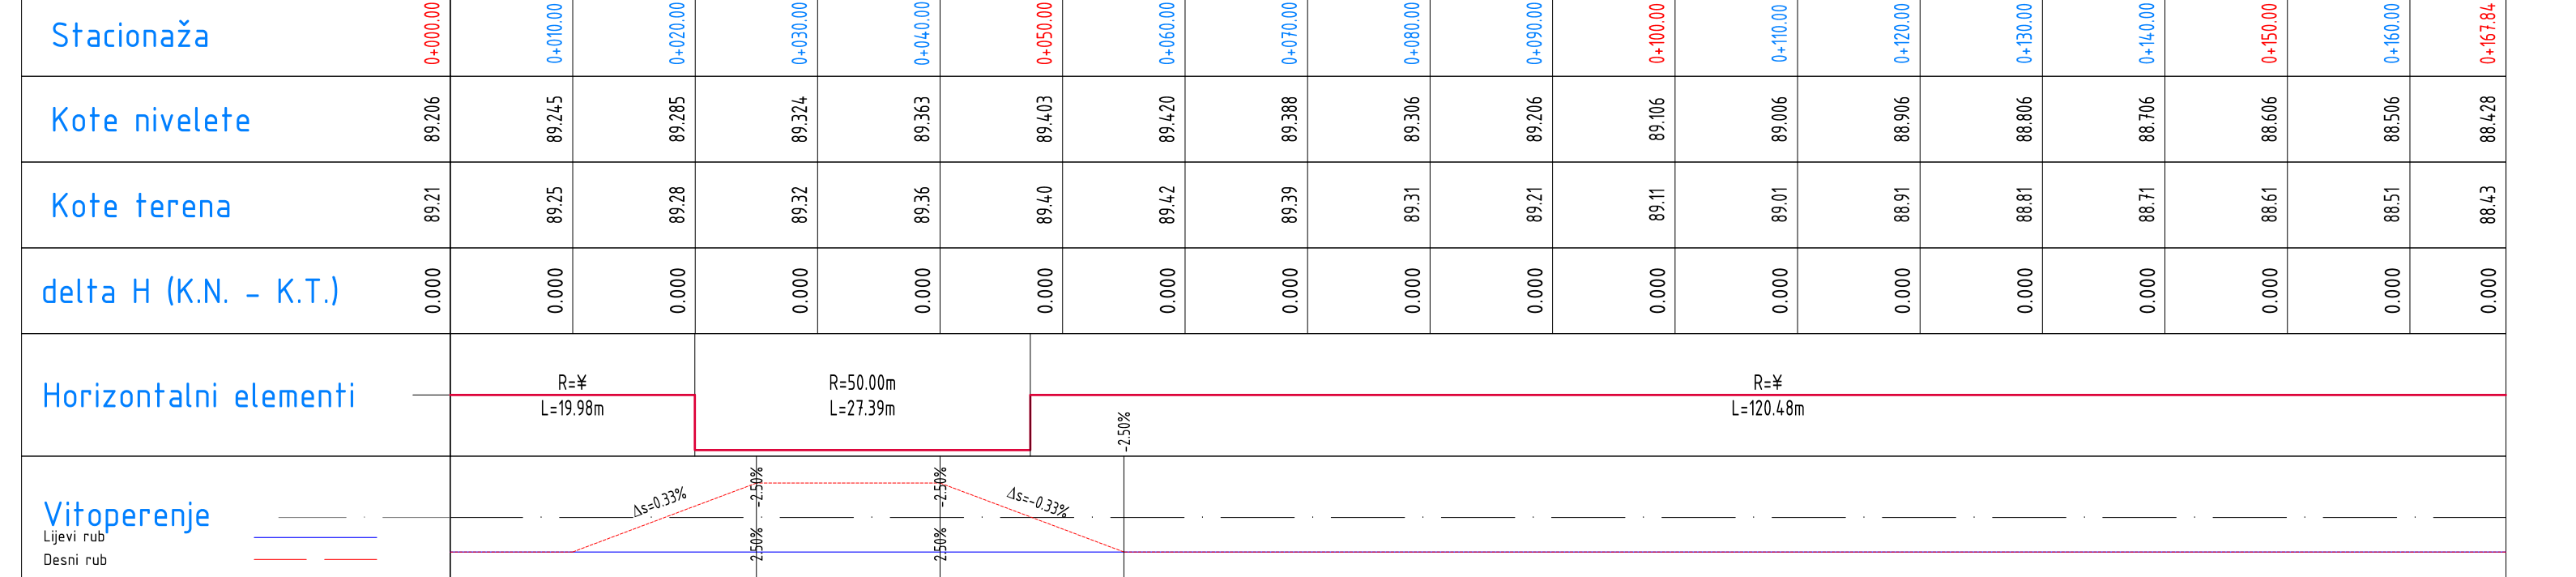 Stacionaža 0+000.00 0+010.00 0+020.00 0+030.00 0+040.00 0+050.00 0+060.00 0+070.00 0+080.00 0+090.00 0+100.00 0+110.00 0+120.00 0+130.00 0+140.00 0+150.00 0+160.00 0+167.84
Kote nivelete 89.206 89.245 89.285 89.324 89.363 89.403 89.420 89.388 89.306 89.206 89.106 89.006 88.906 88.806 88.706 88.606 88.506 88.428
Kote terena 89.21 89.25 89.28 89.32 89.36 89.40 89.42 89.39 89.31 89.21 89.11 89.01 88.91 88.81 88.71 88.61 88.51 88.43
delta H (K.N. - K.T.) 0.000 0.000 0.000 0.000 0.000 0.000 0.000 0.000 0.000 0.000 0.000 0.000 0.000 0.000 0.000 0.000 0.000 0.000
Horizontalni elementi
R=¥ R=50.00m R=¥
L=19.98m L=27.39m L=120.48m
-2.50%
Vitoperenje
Δs=0.33% -2.50% -2.50% Δs=-0.33%
Lijevi rub 2.50% 2.50%
Desni rub